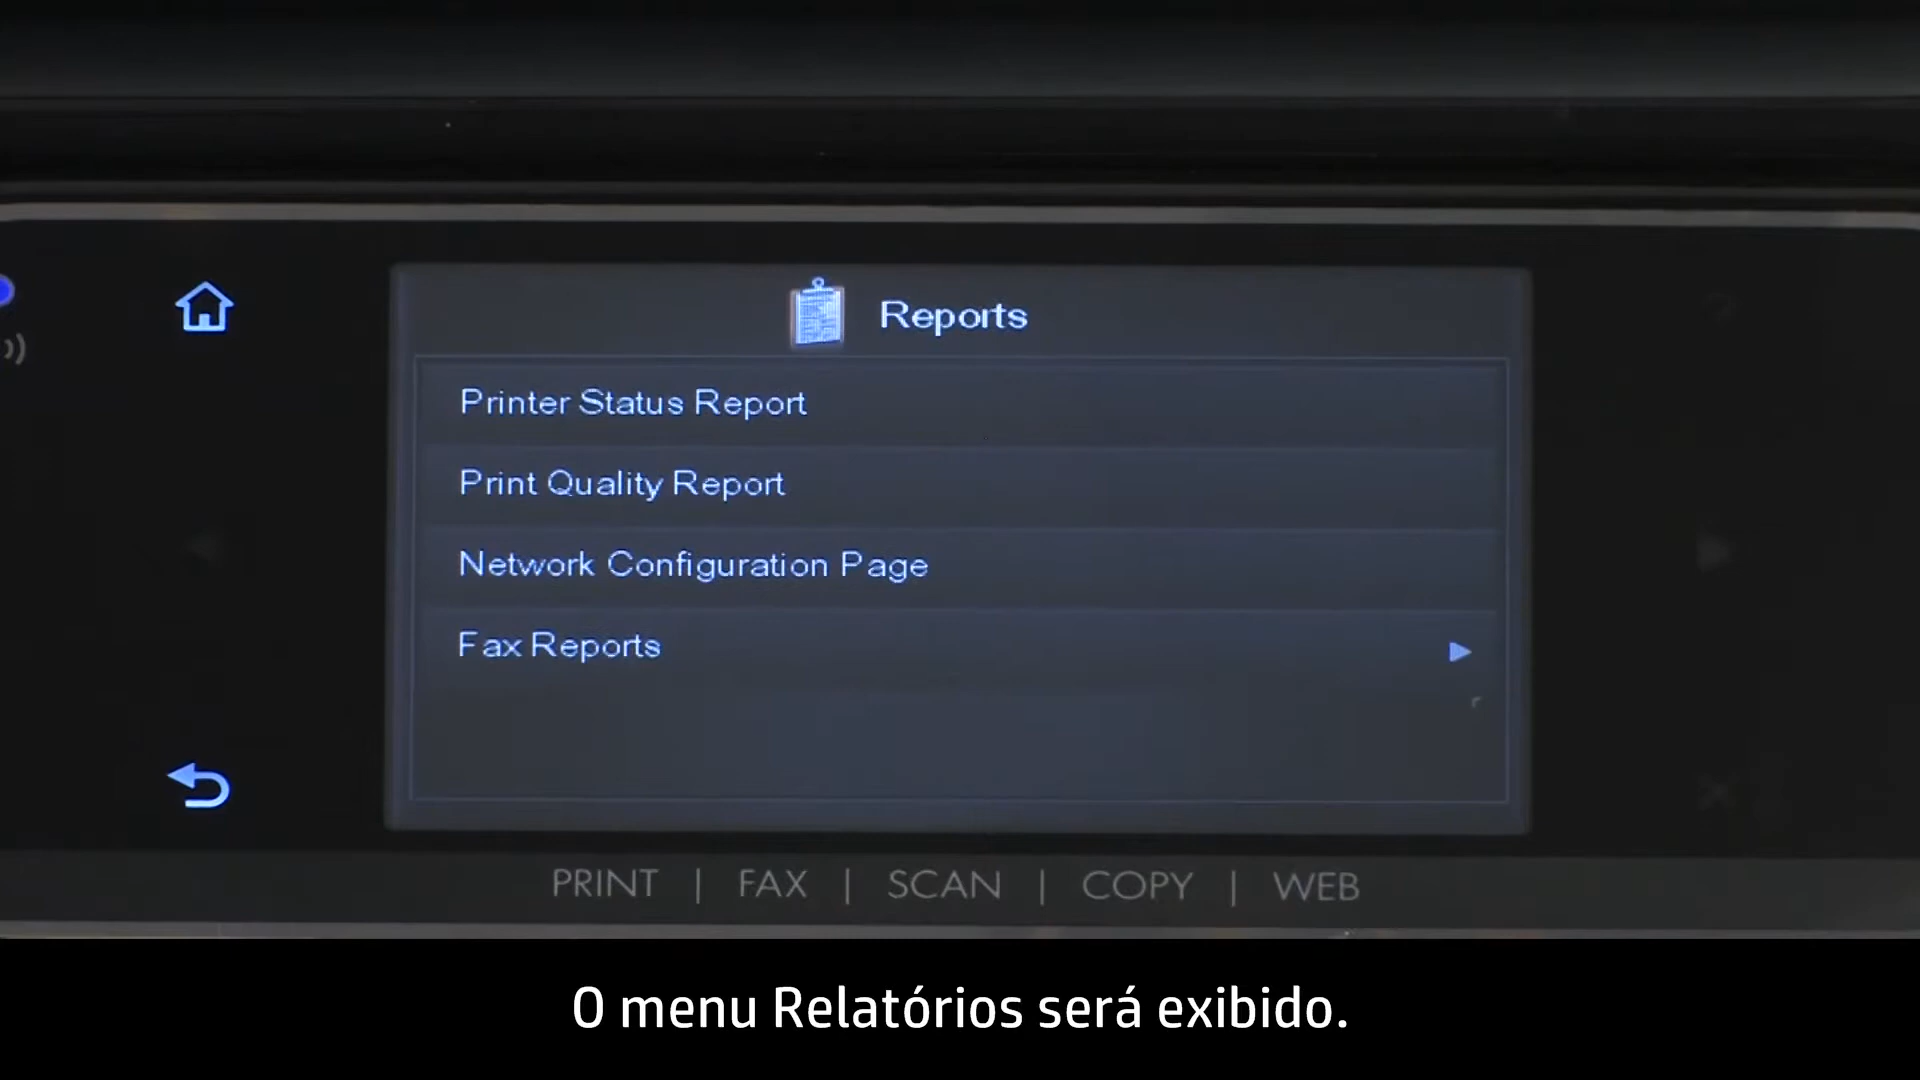 Reports
Printer Status Report
Print Quality Report
Network Configuration Page
Fax Reports
PRINT | FAX | SCAN | COPY | WEB
O menu Relatórios será exibido.